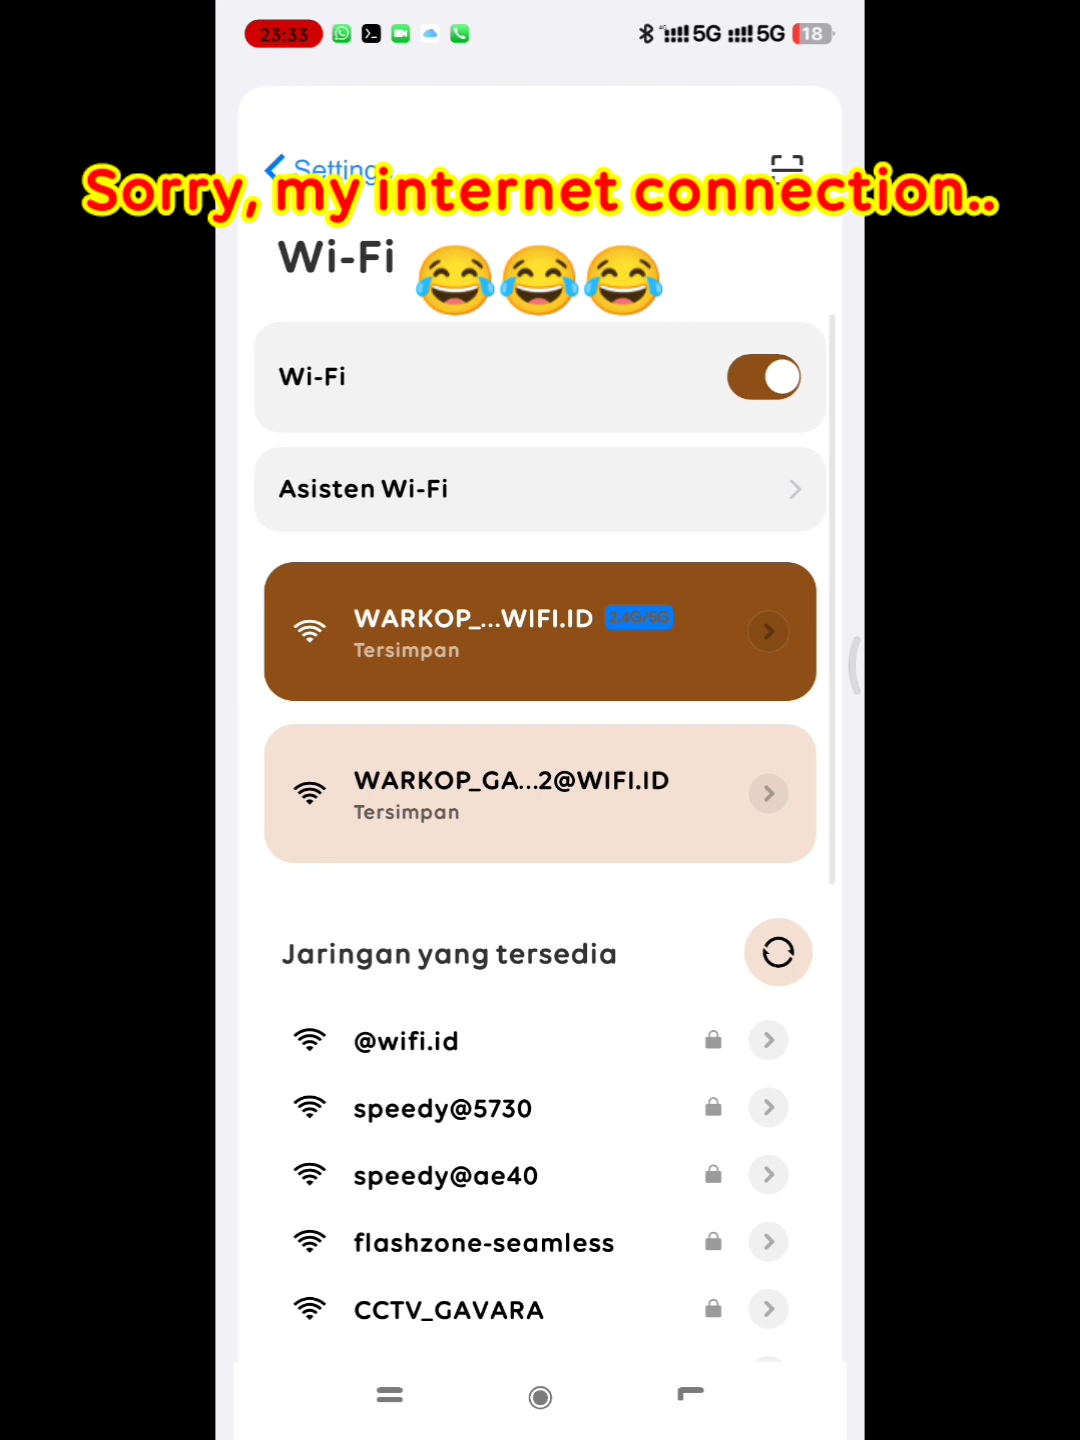 23:33
5G 5G 18
Settings
Sorry, my internet connection..
Wi-Fi 😂😂😂
Wi-Fi
Asisten Wi-Fi
WARKOP_...WIFI.ID 2.4G/5G
Tersimpan
WARKOP_GA...2@WIFI.ID
Tersimpan
Jaringan yang tersedia
@wifi.id
speedy@5730
speedy@ae40
flashzone-seamless
CCTV_GAVARA